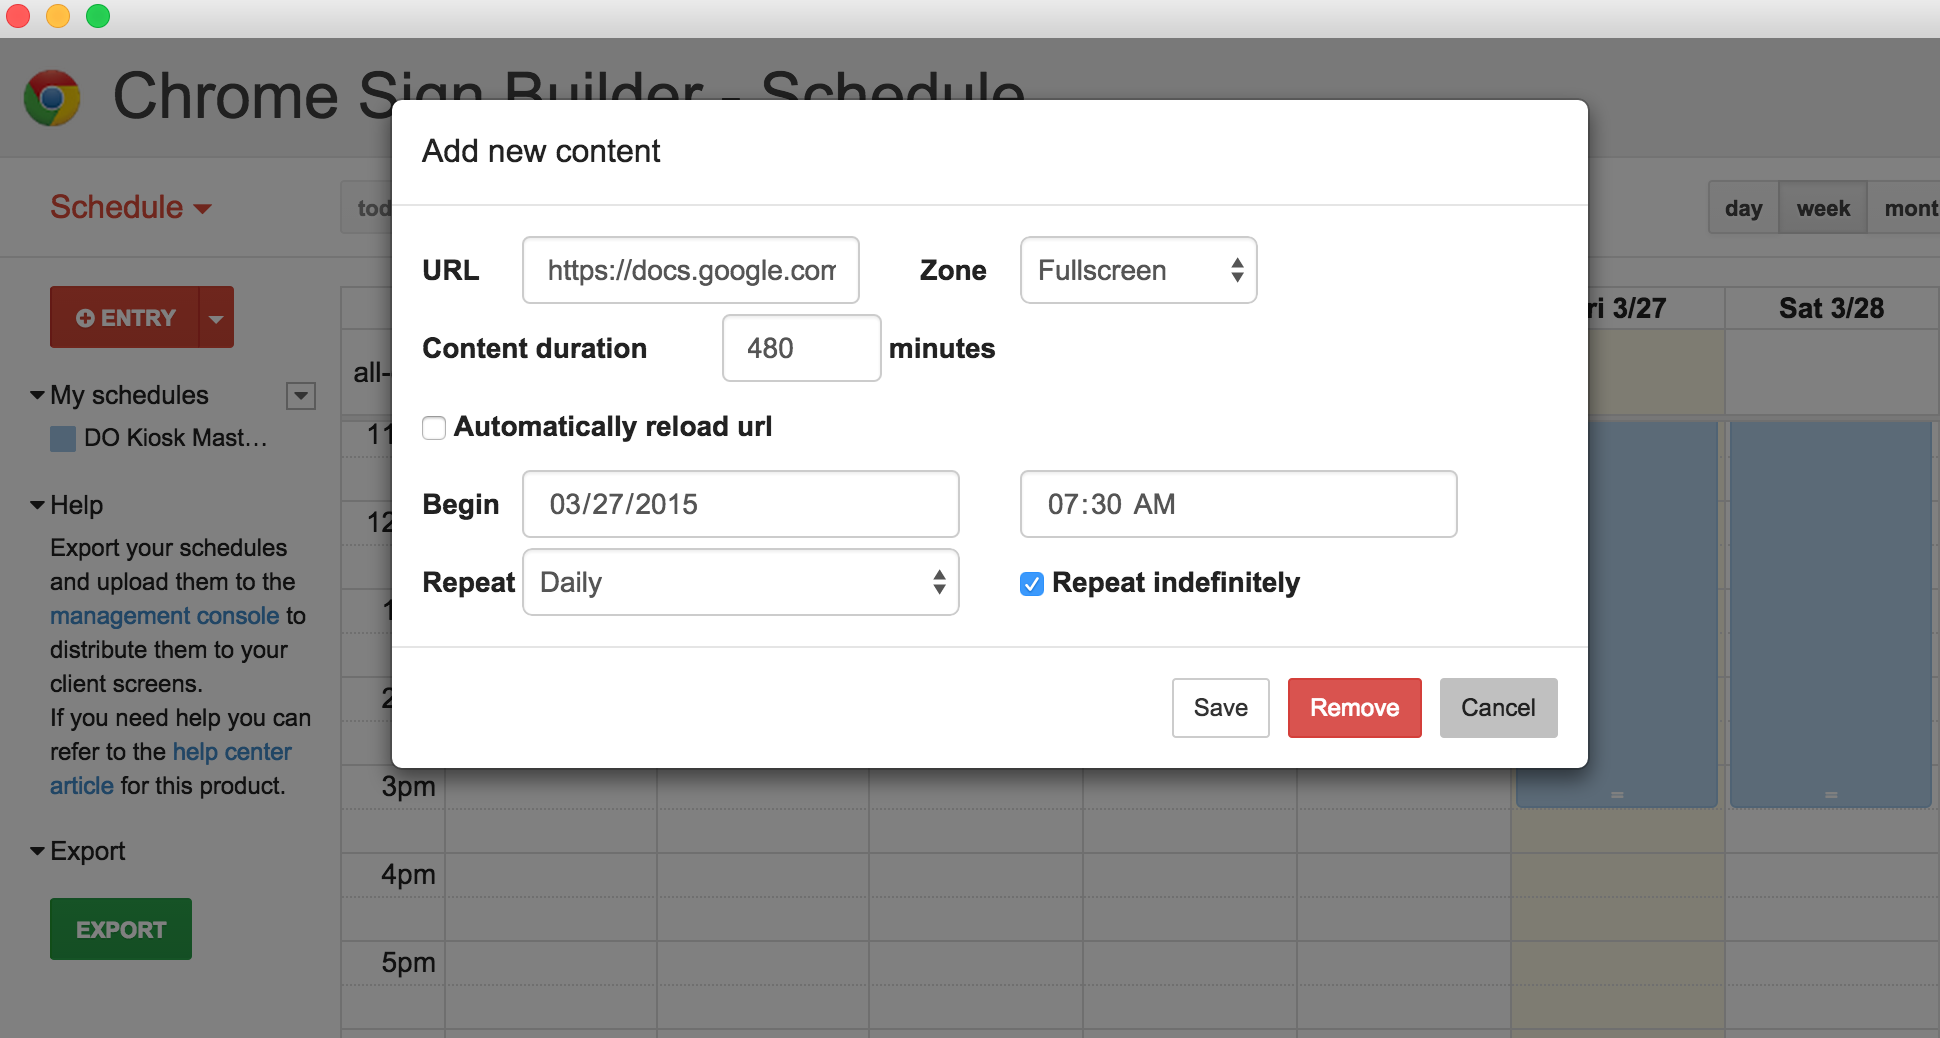 Chrome Sign Builder - Schedule
Add new content
Schedule
tod
day
week
mont
URL
https://docs.google.com
Zone
Fullscreen
ENTRY
ri 3/27
Sat 3/28
Content duration
480
minutes
all-
My schedules
Automatically reload url
DO Kiosk Mast...
11
Begin
03/27/2015
07:30 AM
Help
12
Export your schedules
and upload them to the
management console to
distribute them to your
client screens.
If you need help you can
refer to the help center
article for this product.
Repeat
Daily
Repeat indefinitely
1
2
Save
Remove
Cancel
3pm
Export
4pm
EXPORT
5pm